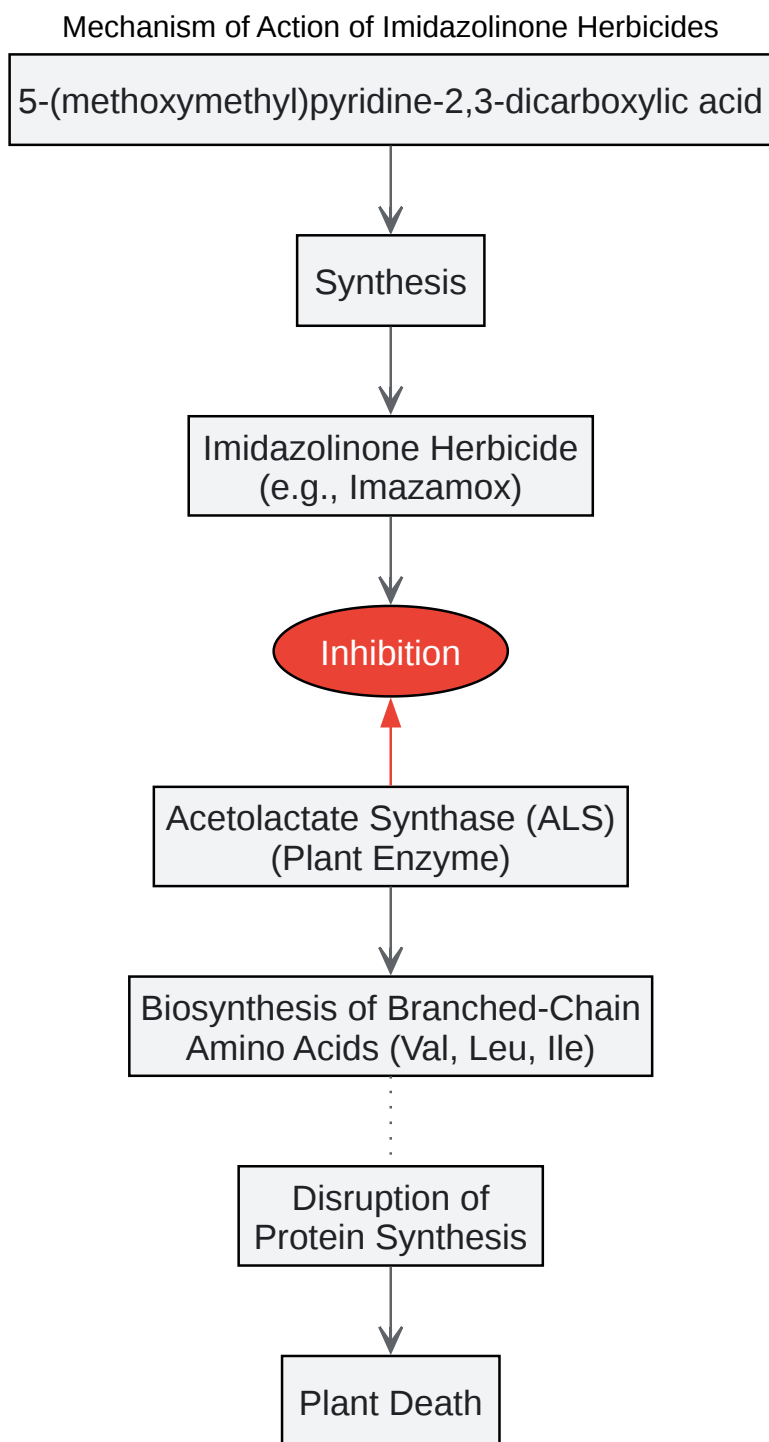 Mechanism of Action of Imidazolinone Herbicides
5-(methoxymethyl)pyridine-2,3-dicarboxylic acid
Synthesis
Imidazolinone Herbicide
(e.g., Imazamox)
Inhibition
Acetolactate Synthase (ALS)
(Plant Enzyme)
Biosynthesis of Branched-Chain
Amino Acids (Val, Leu, Ile)
Disruption of
Protein Synthesis
Plant Death